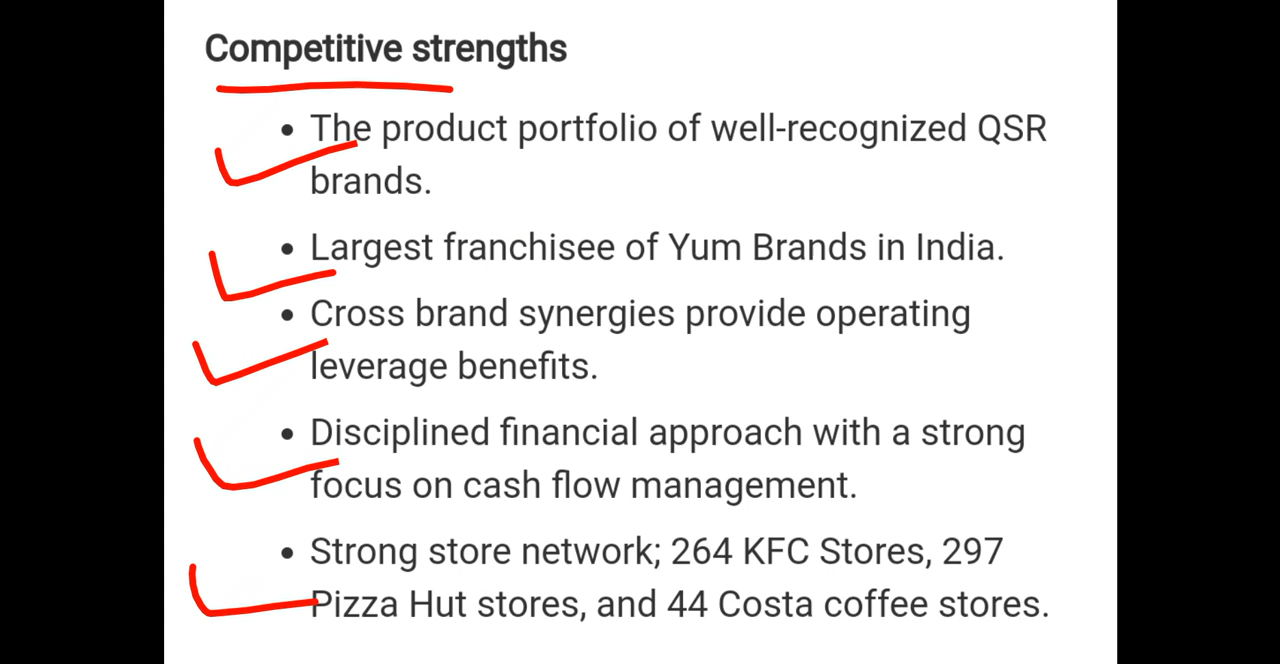 Competitive strengths
• The product portfolio of well-recognized QSR
brands.
• Largest franchisee of Yum Brands in India.
• Cross brand synergies provide operating
leverage benefits.
• Disciplined financial approach with a strong
focus on cash flow management.
• Strong store network; 264 KFC Stores, 297
Pizza Hut stores, and 44 Costa coffee stores.